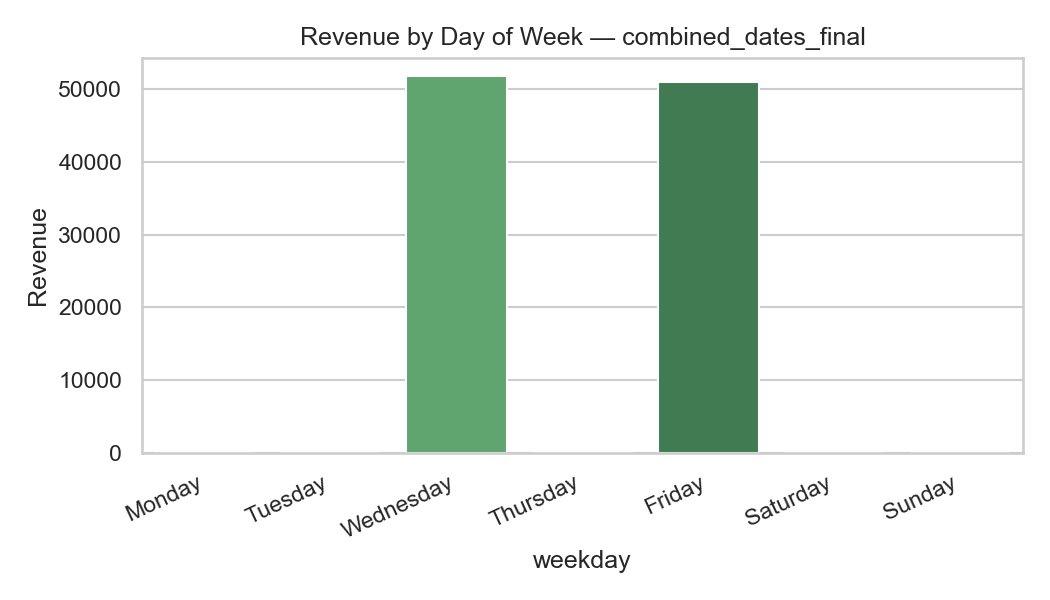 Revenue by Day of Week — combined_dates_final
Revenue
50000
40000
30000
20000
10000
0
Monday
Tuesday
Wednesday
Thursday
Friday
Saturday
Sunday
weekday